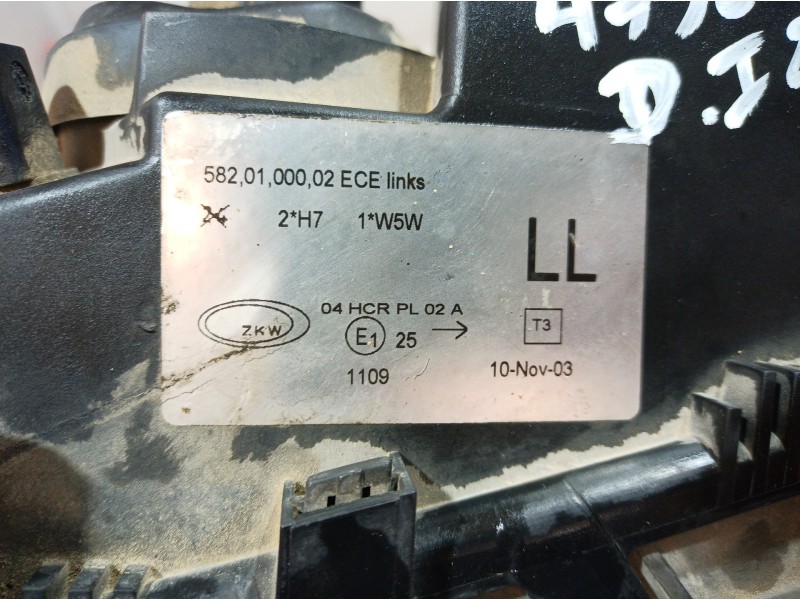 D.I
582,01,000,02 ECE links
24 2*H7 1*W5W
LL
04 HCR PL 02 A
ZKW E1 25 → T3
1109 10-Nov-03